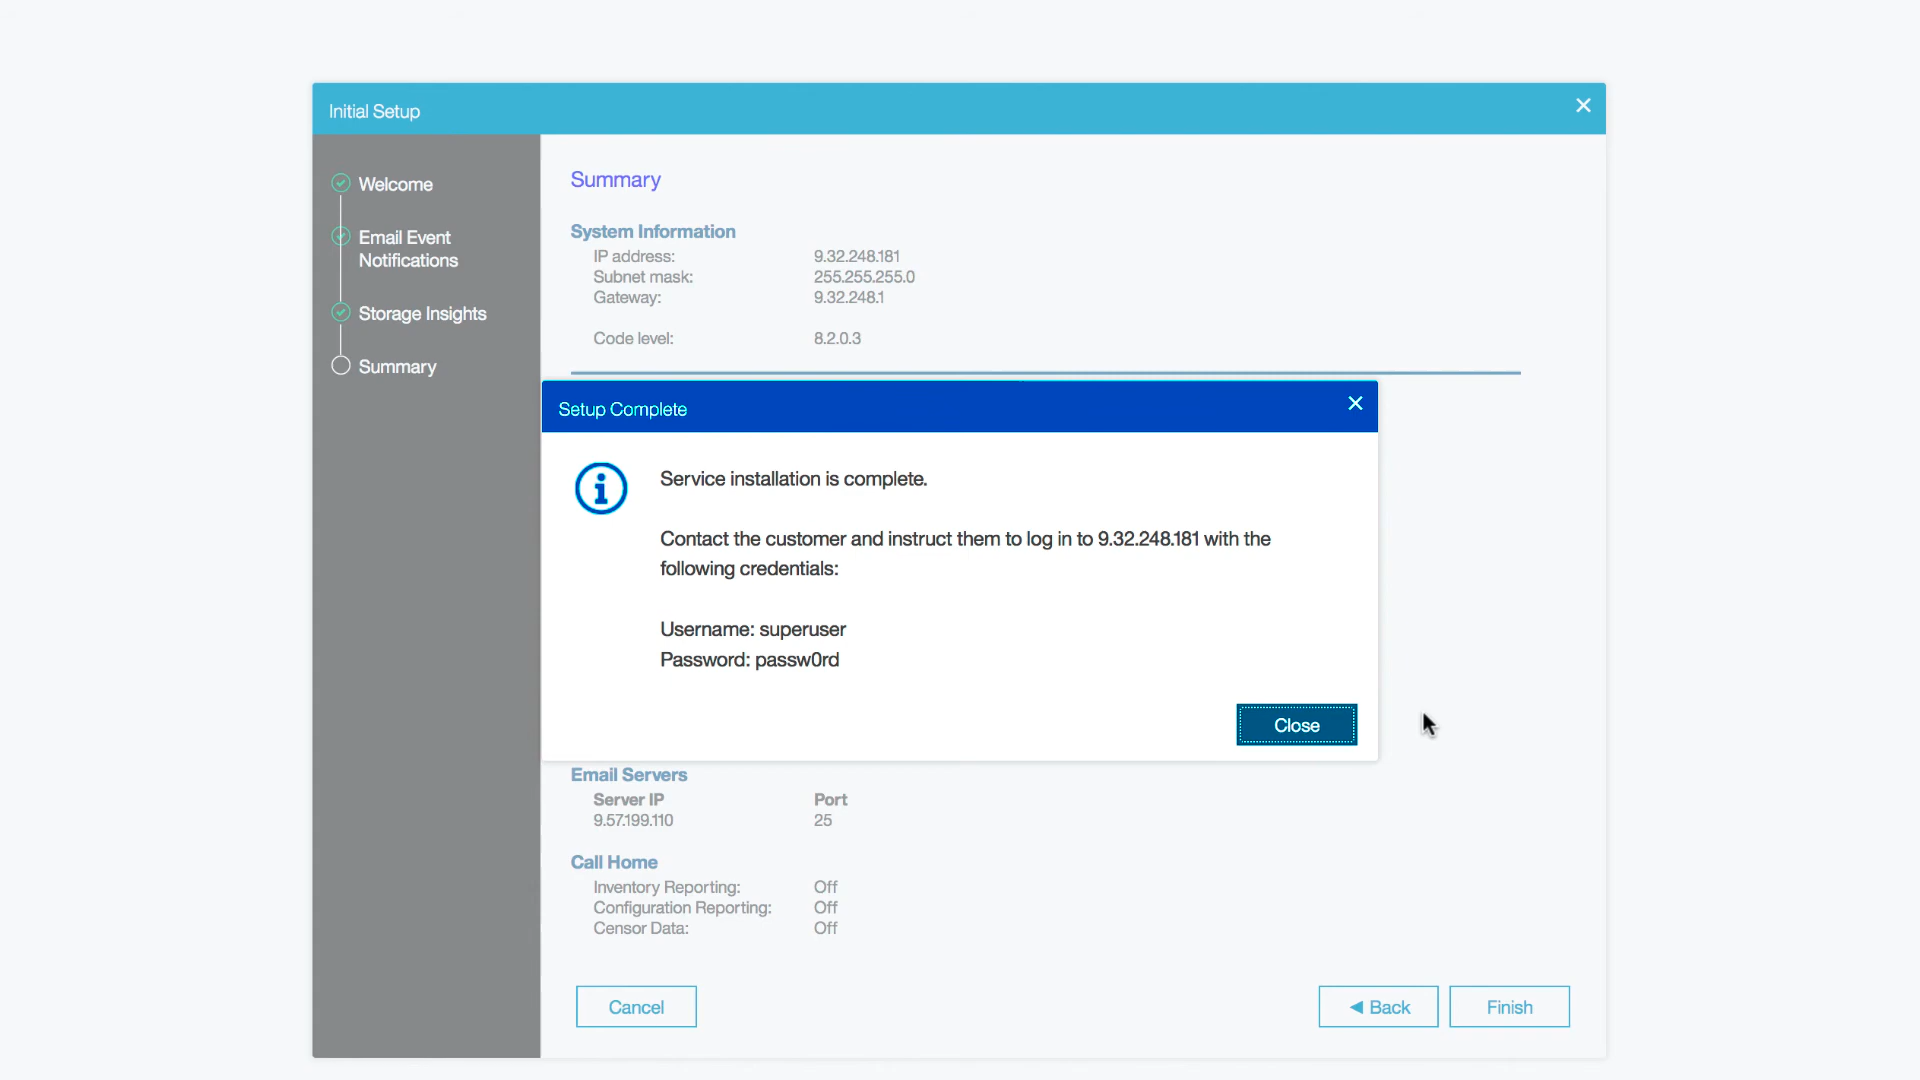 Initial Setup
Welcome
Email Event
Notifications
Storage Insights
Summary
Summary
System Information
IP address: 9.32.248.181
Subnet mask: 255.255.255.0
Gateway: 9.32.248.1
Code level: 8.2.0.3
Setup Complete
Service installation is complete.
Contact the customer and instruct them to log in to 9.32.248.181 with the
following credentials:
Username: superuser
Password: passw0rd
Close
Email Servers
Server IP Port
9.57.199.110 25
Call Home
Inventory Reporting: Off
Configuration Reporting: Off
Censor Data: Off
Cancel
Back
Finish